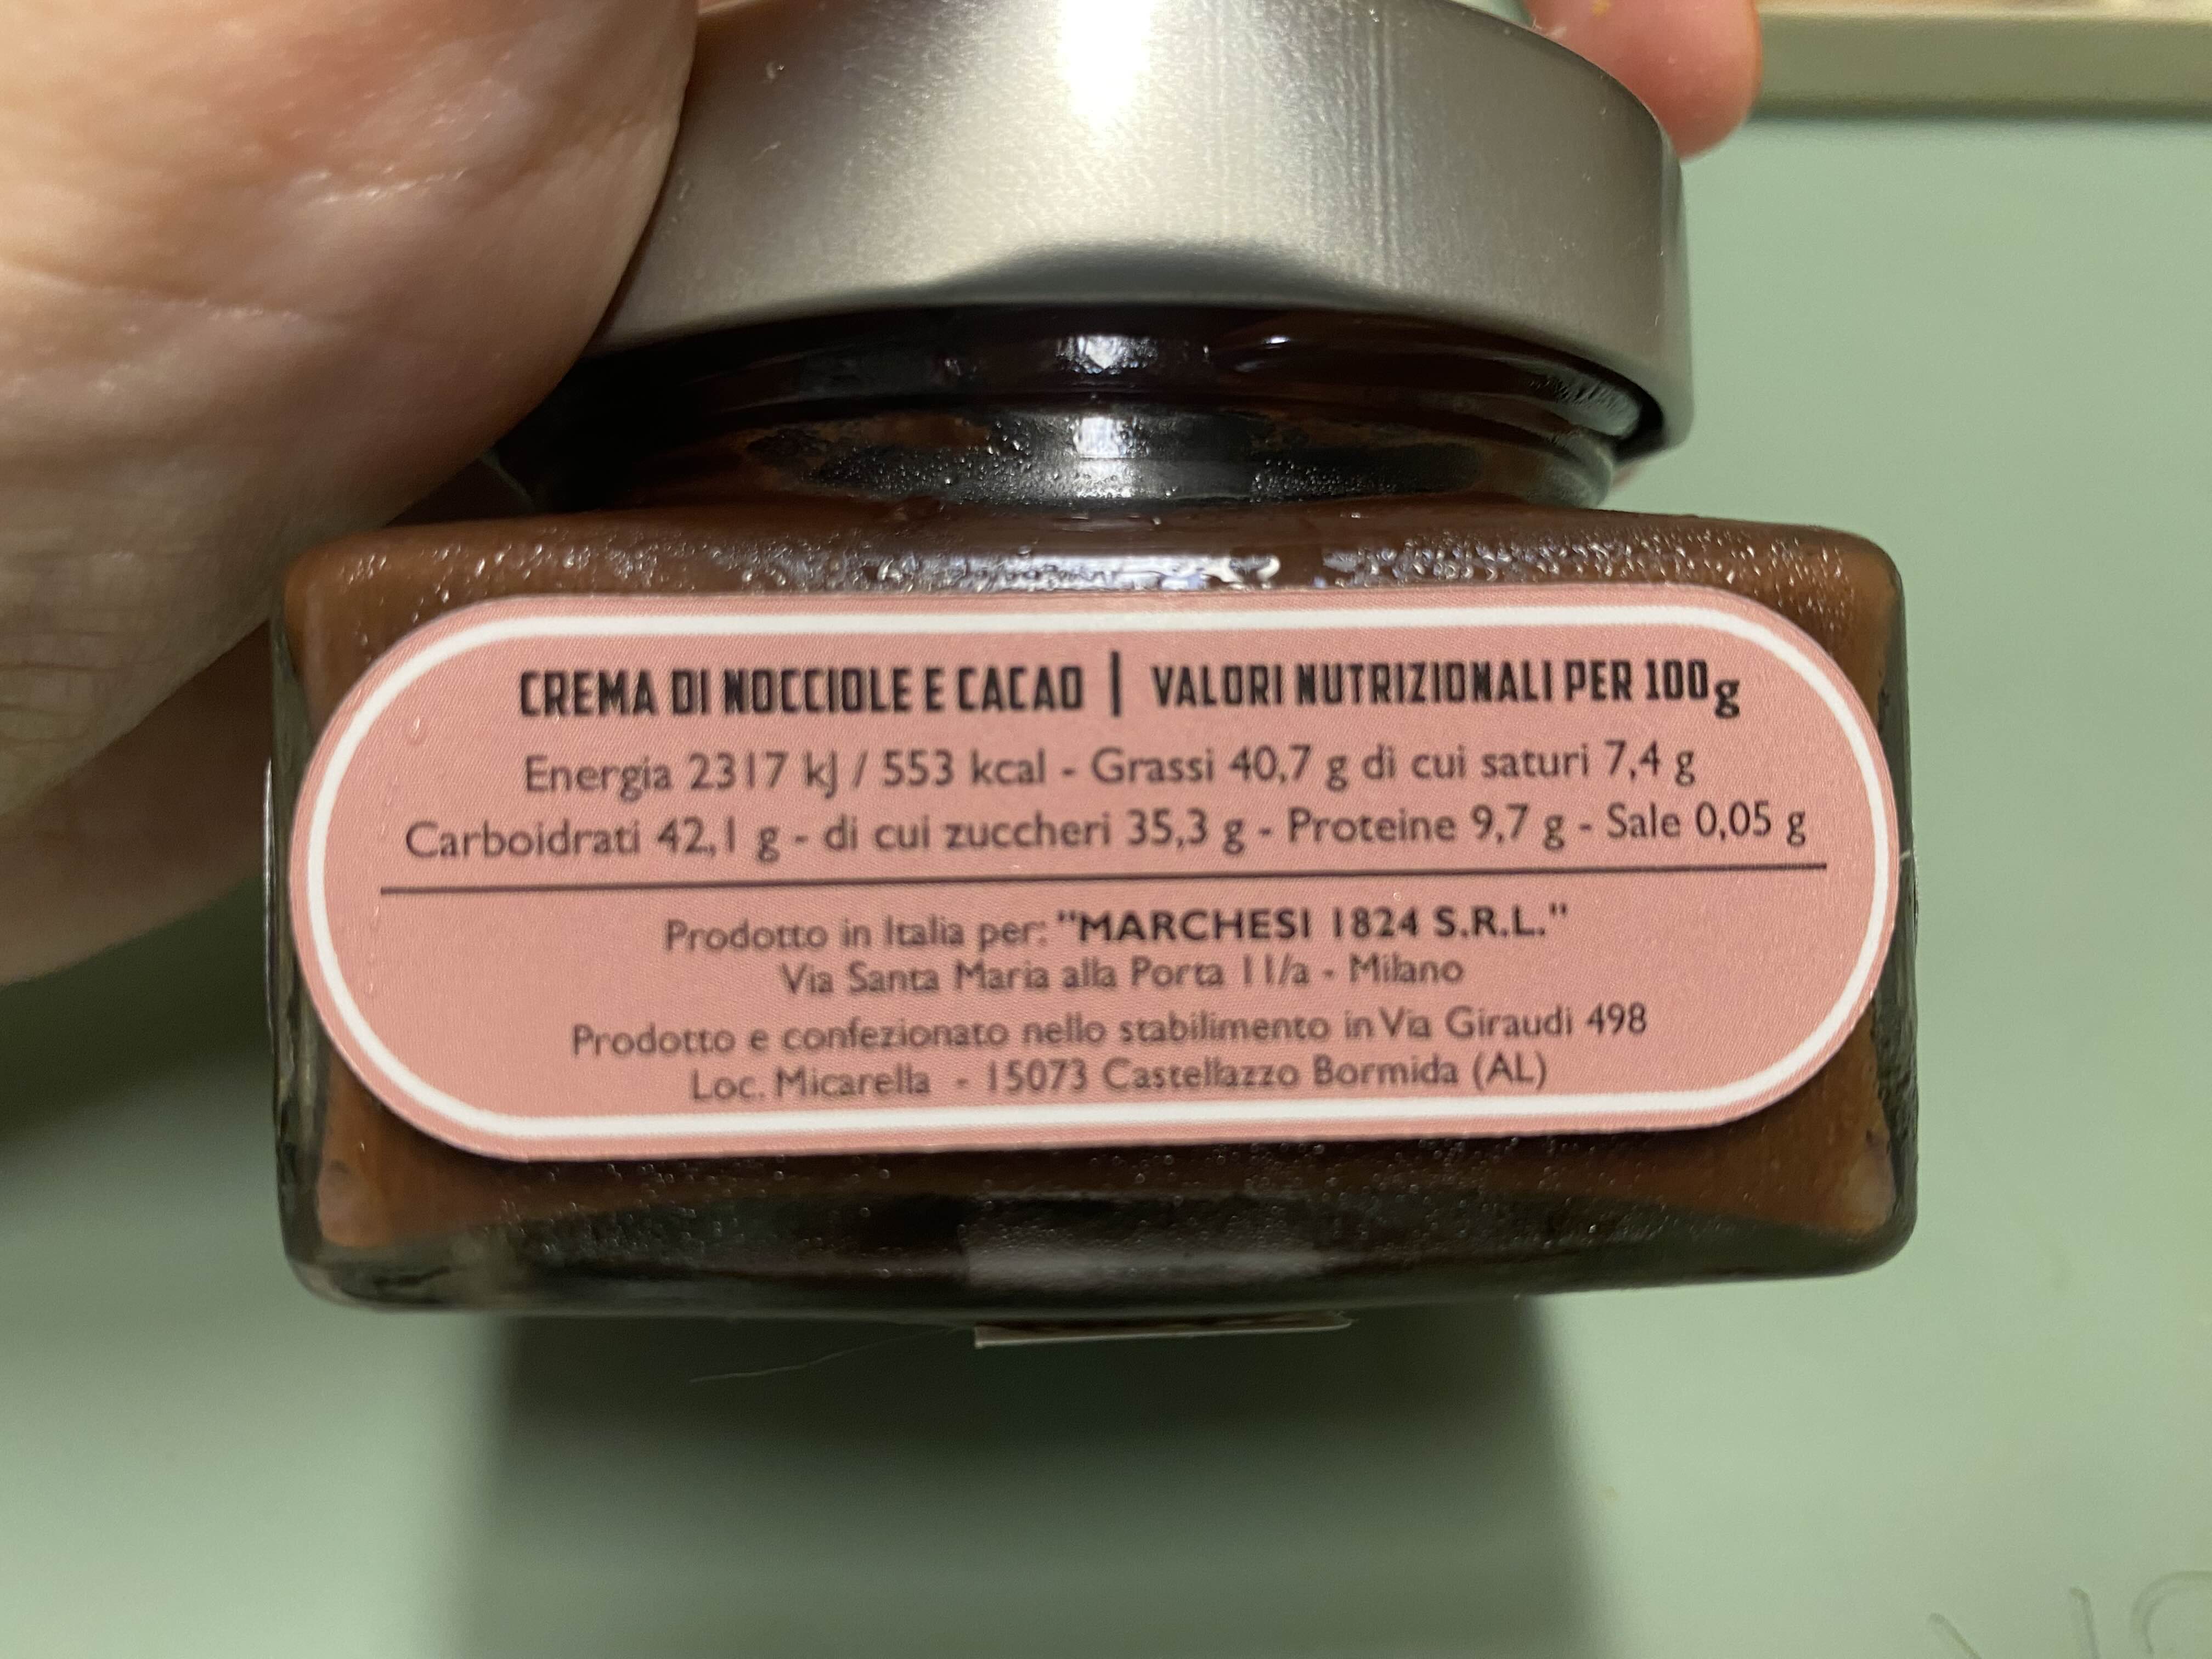 CREMA DI NOCCIOLE E CACAO | VALORI NUTRIZIONALI PER 100g
Energia 2317 kJ / 553 kcal - Grassi 40,7 g di cui saturi 7,4 g
Carboidrati 42,1 g - di cui zuccheri 35,3 g - Proteine 9,7 g - Sale 0,05 g
Prodotto in Italia per: "MARCHESI 1824 S.R.L."
Via Santa Maria alla Porta 11/a - Milano
Prodotto e confezionato nello stabilimento in Via Giraudi 498
Loc. Micarella - 15073 Castellazzo Bormida (AL)